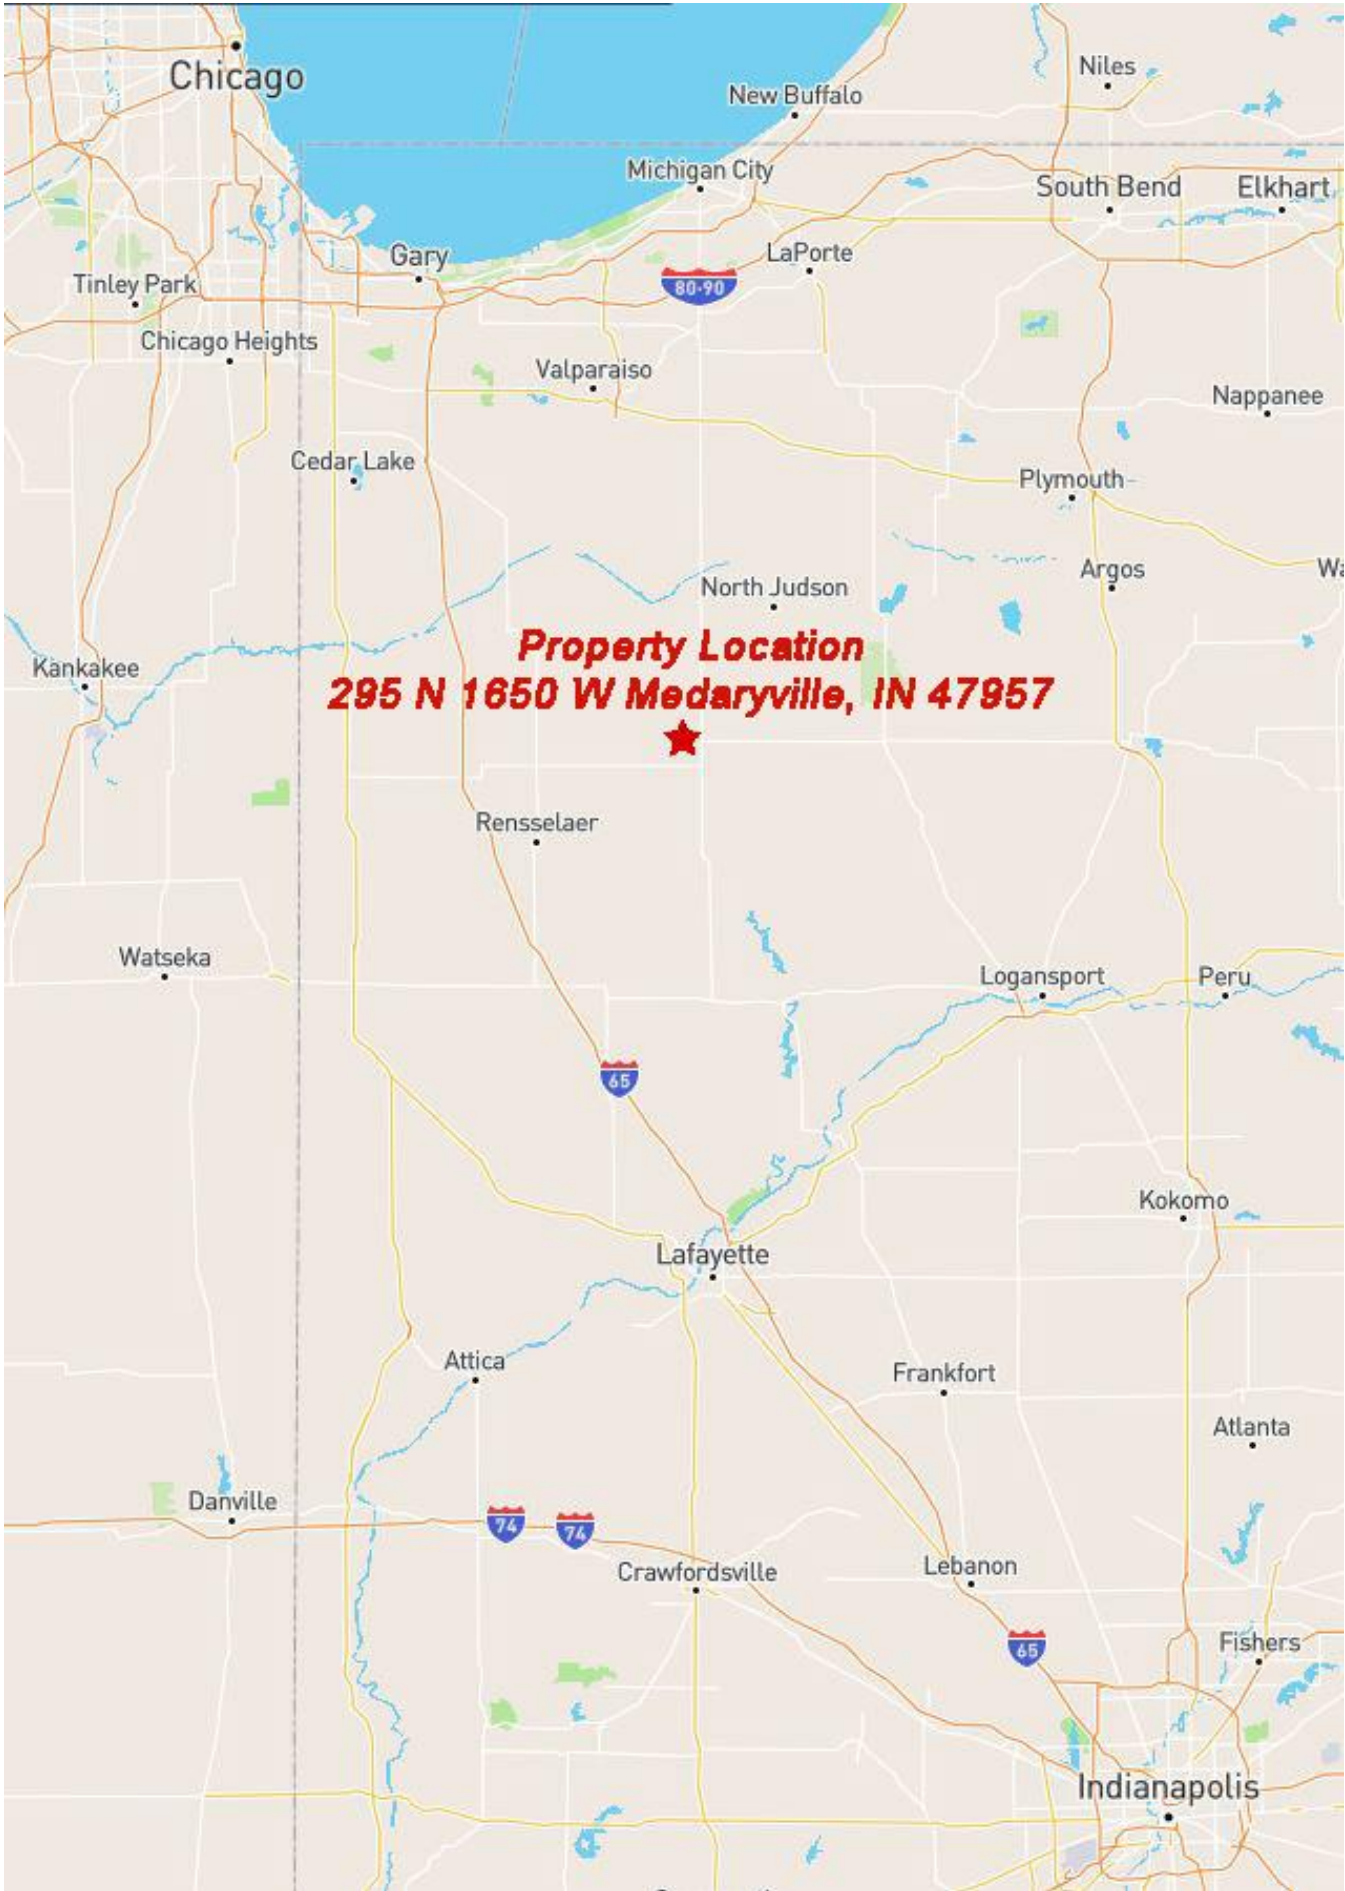 Chicago
Niles
New Buffalo
Michigan City
South Bend
Elkhart
Gary
LaPorte
80-90
Tinley Park
Chicago Heights
Valparaiso
Nappanee
Cedar Lake
Plymouth
Argos
Wa
North Judson
Property Location
Kankakee
295 N 1650 W Medaryville, IN 47957
Rensselaer
Watseka
Logansport
Peru
65
Kokomo
Lafayette
Attica
Frankfort
Atlanta
Danville
74
74
Crawfordsville
Lebanon
65
Fishers
Indianapolis